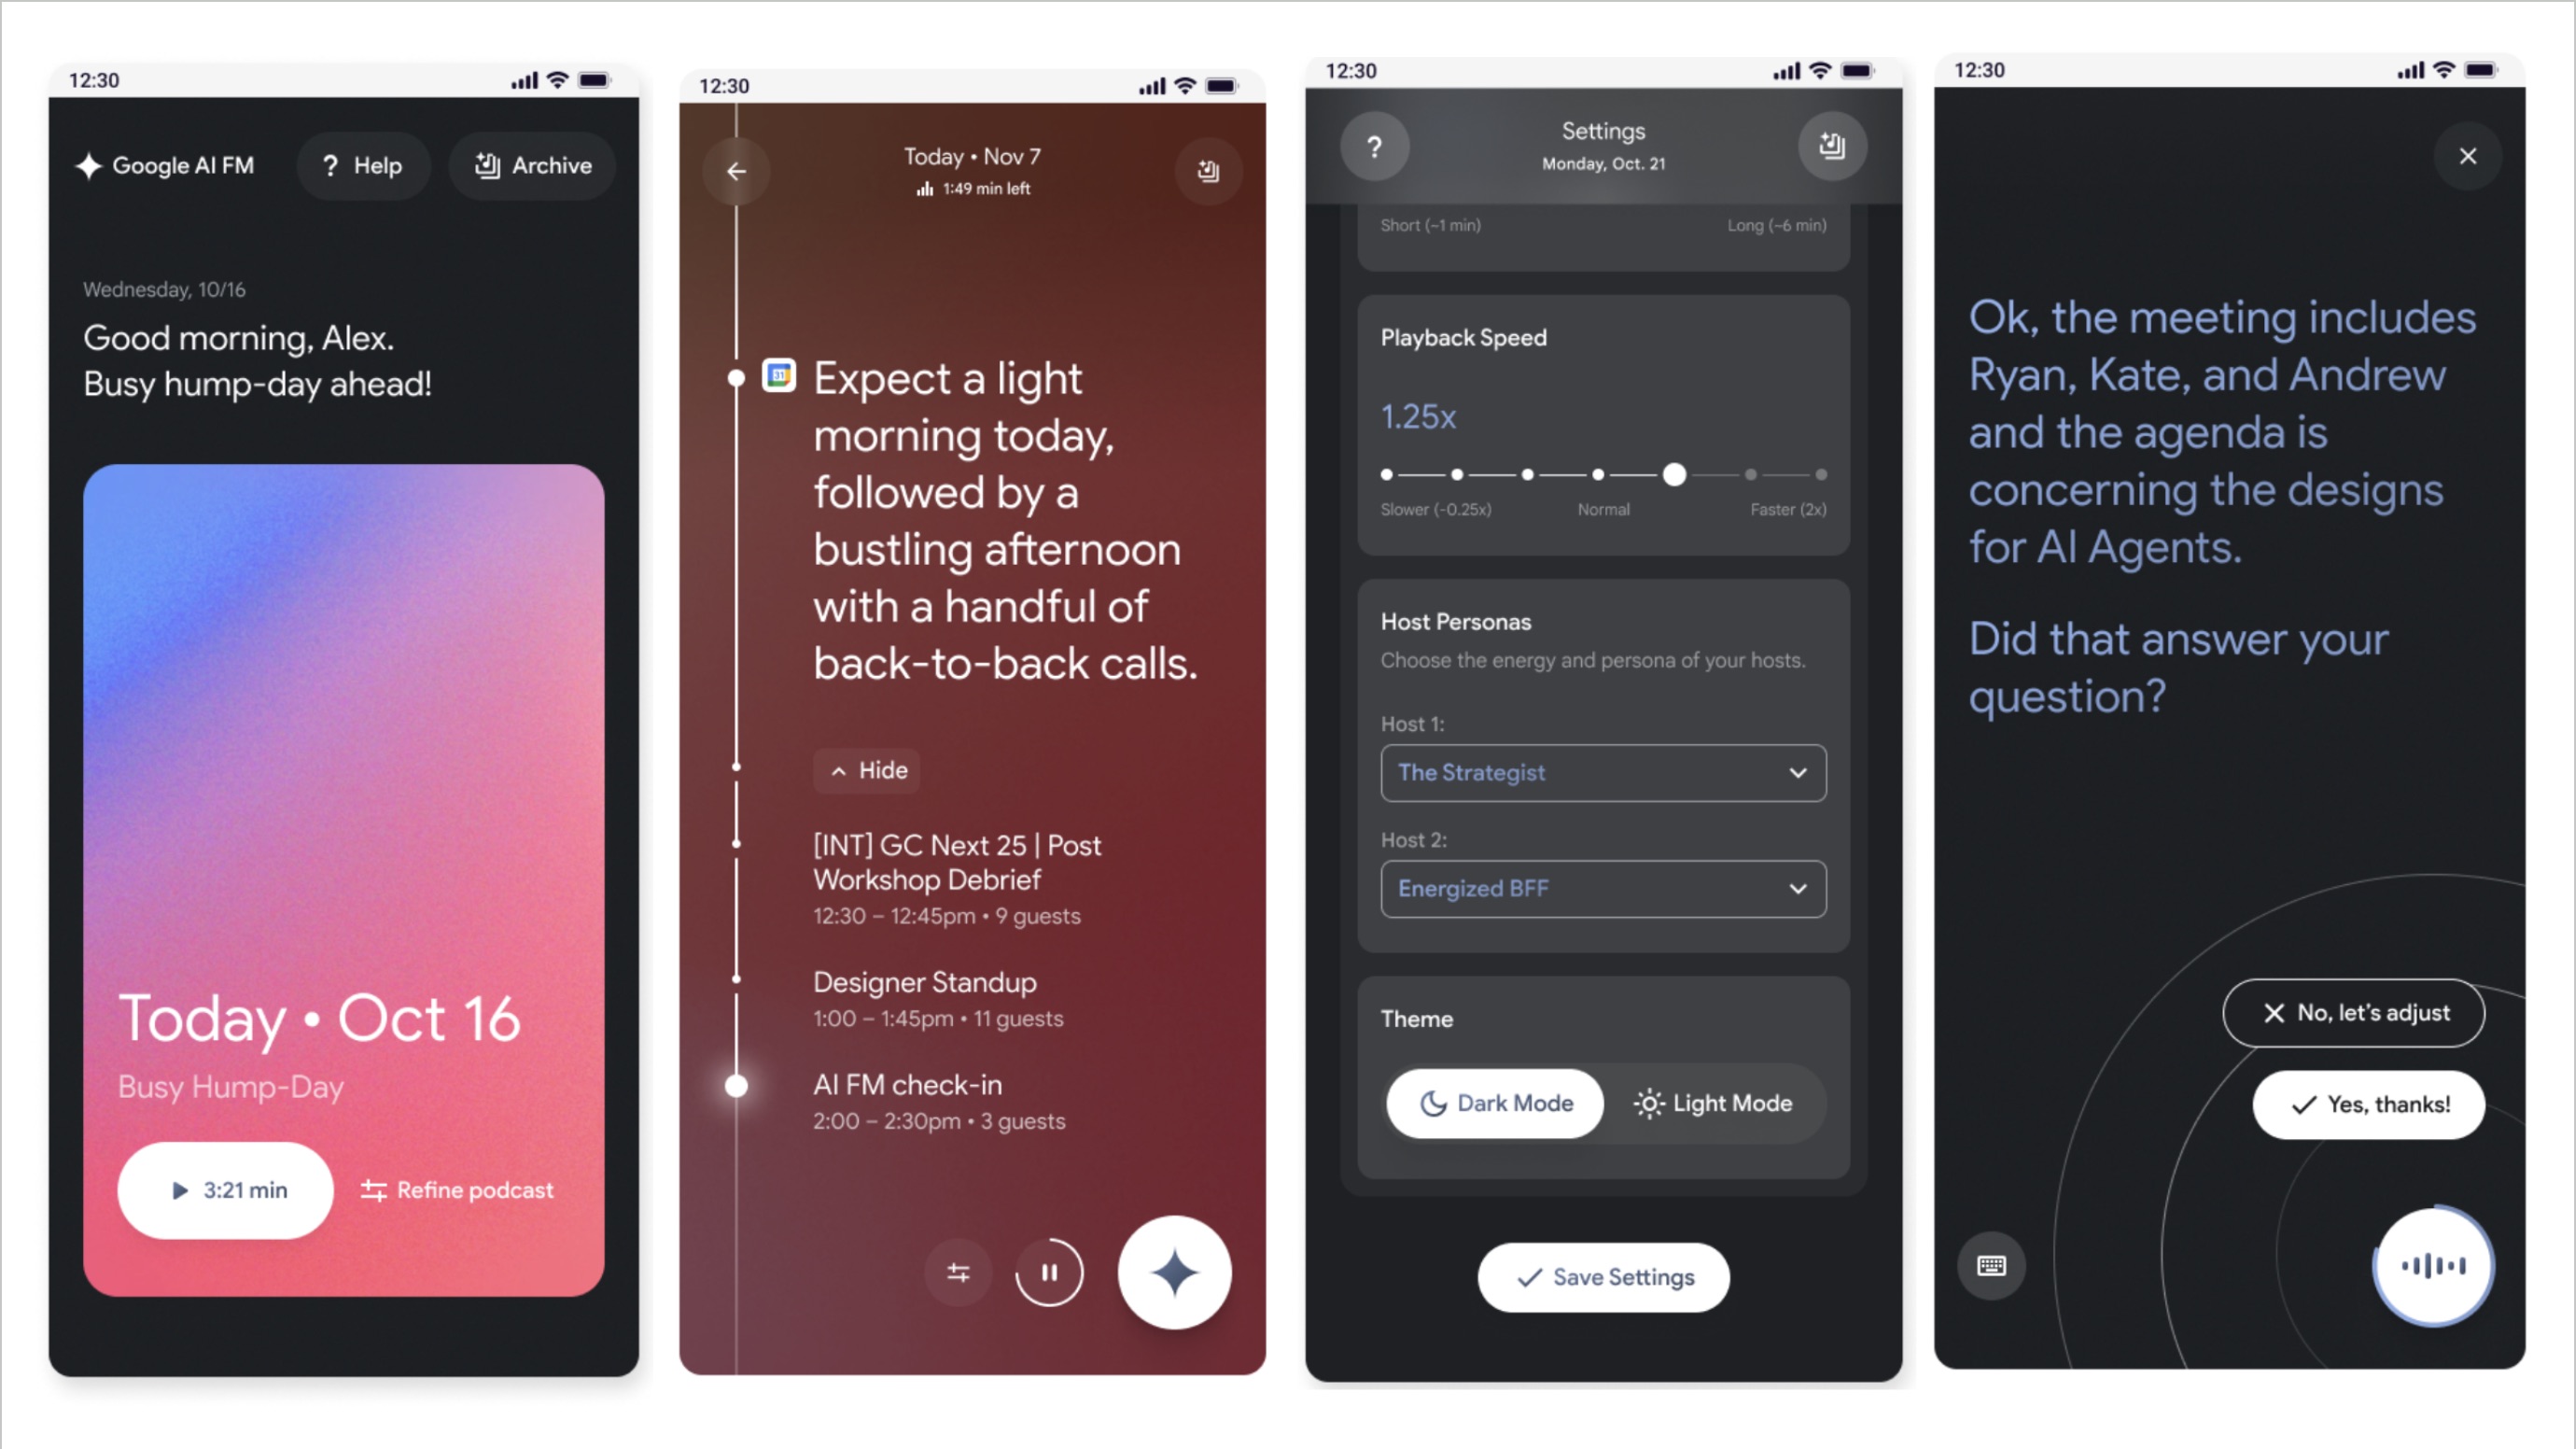 12:30
Google AI FM
? Help
Archive
Wednesday, 10/16
Good morning, Alex.
Busy hump-day ahead!
Today • Oct 16
Busy Hump-Day
3:21 min
Refine podcast
12:30
Today • Nov 7
1:49 min left
31
Expect a light
morning today,
followed by a
bustling afternoon
with a handful of
back-to-back calls.
Hide
[INT] GC Next 25 | Post
Workshop Debrief
12:30 – 12:45pm • 9 guests
Designer Standup
1:00 – 1:45pm • 11 guests
AI FM check-in
2:00 – 2:30pm • 3 guests
12:30
?
Settings
Monday, Oct. 21
Short (~1 min)
Long (~6 min)
Playback Speed
1.25x
Slower (-0.25x)
Normal
Faster (2x)
Host Personas
Choose the energy and persona of your hosts.
Host 1:
The Strategist
Host 2:
Energized BFF
Theme
Dark Mode
Light Mode
Save Settings
12:30
Ok, the meeting includes
Ryan, Kate, and Andrew
and the agenda is
concerning the designs
for AI Agents.
Did that answer your
question?
No, let's adjust
Yes, thanks!